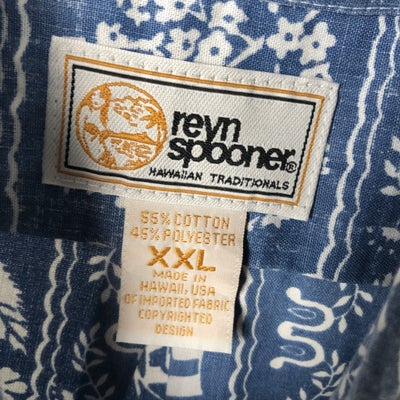 reyn
spooner®
HAWAIIAN TRADITIONALS
55% COTTON
45% POLYESTER
XXL
MADE IN
HAWAII, USA
OF IMPORTED FABRIC
COPYRIGHTED
DESIGN